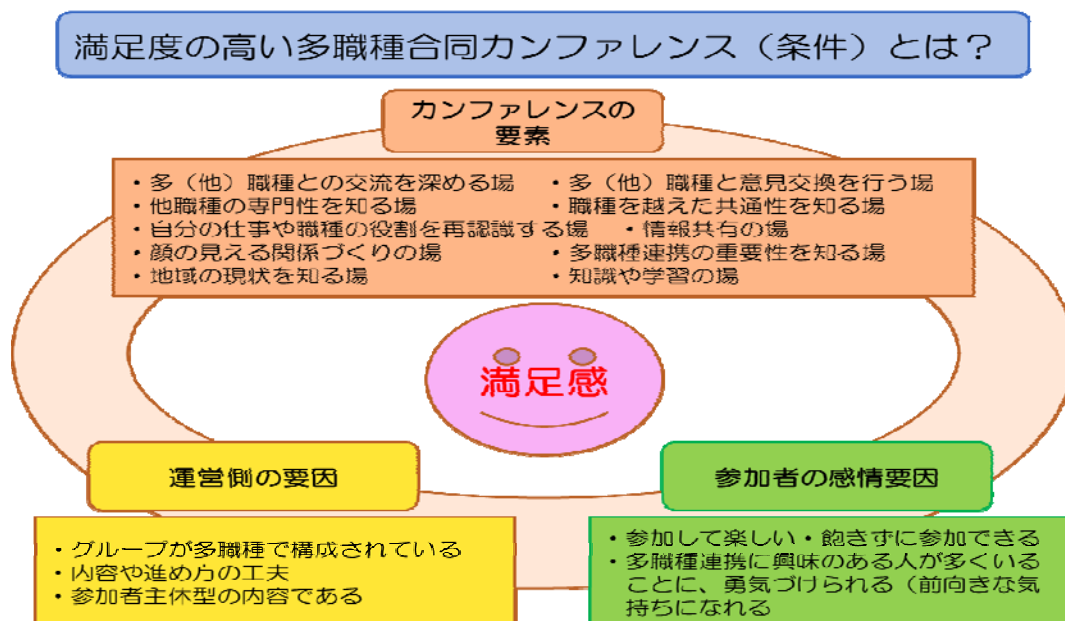 満足度の高い多職種合同カンファレンス（条件）とは？
カンファレンスの
要素
・多（他）職種との交流を深める場　・多（他）職種と意見交換を行う場
・他職種の専門性を知る場　・職種を越えた共通性を知る場
・自分の仕事や職種の役割を再認識する場　・情報共有の場
・顔の見える関係づくりの場　・多職種連携の重要性を知る場
・地域の現状を知る場　・知識や学習の場
満足感
運営側の要因
・グループが多職種で構成されている
・内容や進め方の工夫
・参加者主休型の内容である
参加者の感情要因
・参加して楽しい・飽きずに参加できる
・多職種連携に興味のある人が多くいる
ことに、勇気づけられる（前向きな気
持ちになれる